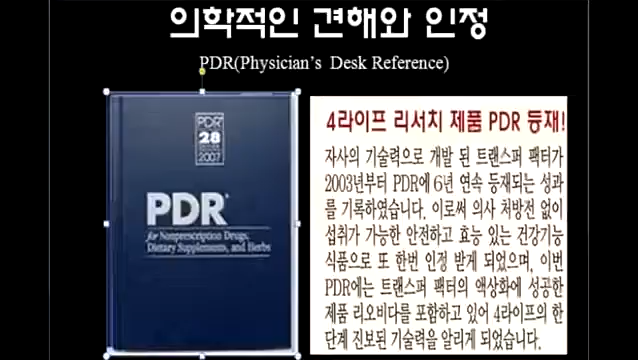 의학적인 견해와 인정
PDR(Physician's Desk Reference)
PDR
28
2007
PDR
for Nonprescription Drugs,
Dietary Supplements, and Herbs
4라이프 리서치 제품 PDR 등재!
자사의 기술력으로 개발 된 트랜스퍼 팩터가
2003년부터 PDR에 6년 연속 등재되는 성과
를 기록하였습니다. 이로써 의사 처방전 없이
섭취가 가능한 안전하고 효능 있는 건강기능
식품으로 또 한번 인정 받게 되었으며, 이번
PDR에는 트랜스퍼 팩터의 액상화에 성공한
제품 리오비다를 포함하고 있어 4라이프의 한
단계 진보된 기술력을 알리게 되었습니다.